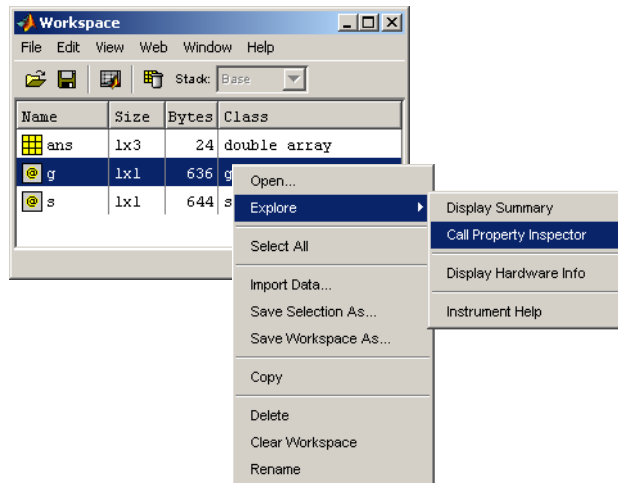 Workspace
File Edit View Web Window Help
Stack: Base
Name Size Bytes Class
ans 1x3 24 double array
@ g 1x1 636 g
@ s 1x1 644 s
Open...
Explore
Select All
Import Data...
Save Selection As...
Save Workspace As...
Copy
Delete
Clear Workspace
Rename
Display Summary
Call Property Inspector
Display Hardware Info
Instrument Help